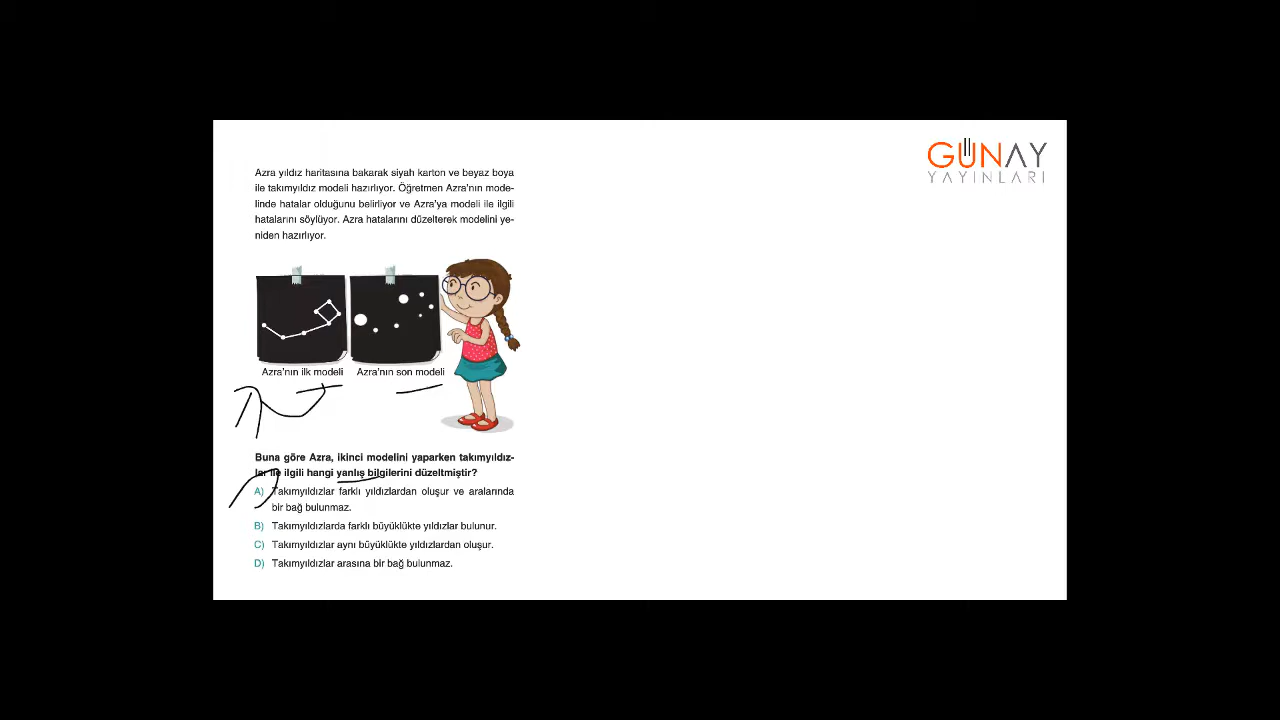 GÜNAY
YAYINLARI
Azra yıldız haritasına bakarak siyah karton ve beyaz boya
ile takımyıldız modeli hazırlıyor. Öğretmen Azra'nın mode-
linde hatalar olduğunu belirliyor ve Azra'ya modeli ile ilgili
hatalarını söylüyor. Azra hatalarını düzelterek modelini ye-
niden hazırlıyor.
Azra'nın ilk modeli
Azra'nın son modeli
Buna göre Azra, ikinci modelini yaparken takımyıldız-
lar ile ilgili hangi yanlış bilgilerini düzeltmiştir?
A) Takımyıldızlar farklı yıldızlardan oluşur ve aralarında
bir bağ bulunmaz.
B) Takımyıldızlarda farklı büyüklükte yıldızlar bulunur.
C) Takımyıldızlar aynı büyüklükte yıldızlardan oluşur.
D) Takımyıldızlar arasına bir bağ bulunmaz.